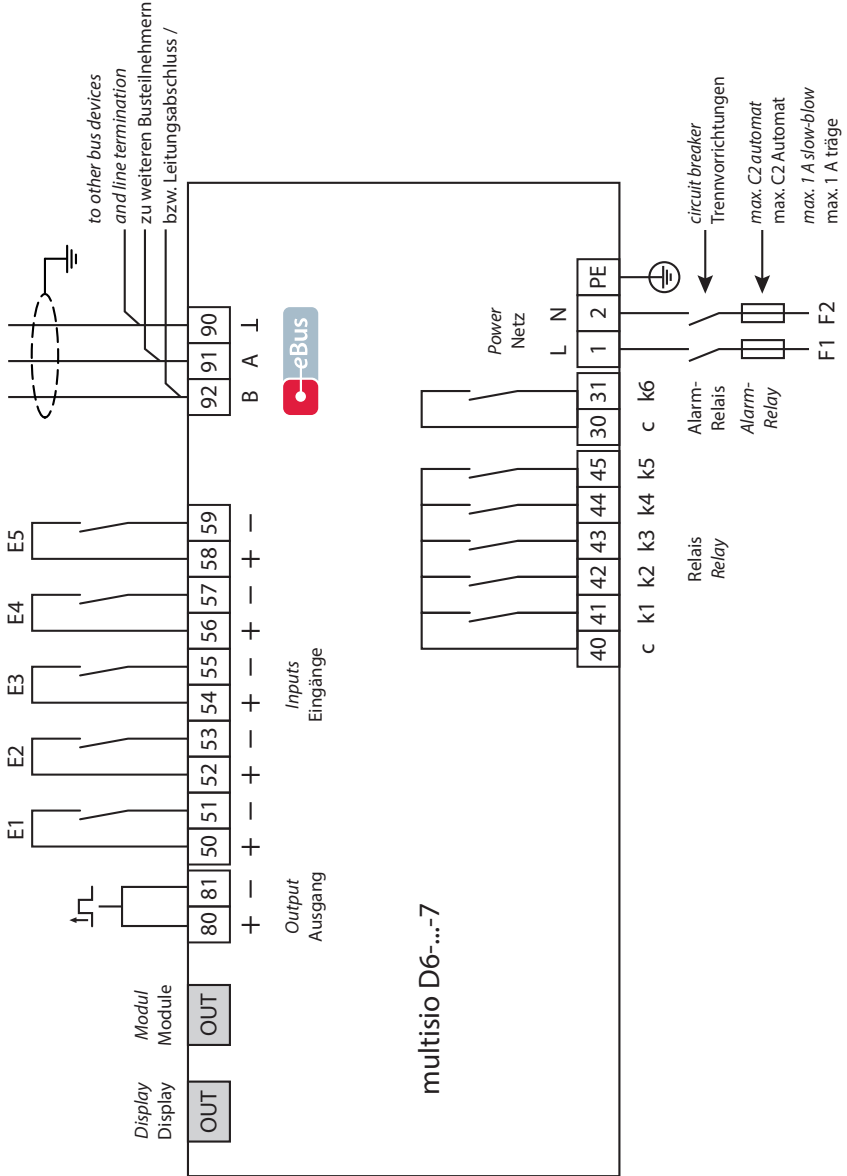 Display
Display
Modul
Module
E1
E2
E3
E4
E5
to other bus devices
and line termination
zu weiteren Busteilnehmern
bzw. Leitungsabschluss /
OUT
OUT
80 81
50 51 52 53 54 55 56 57 58 59
92 91 90
+ −
+ − + − + − + − + −
B A ⊥
Output
Ausgang
Inputs
Eingänge
eBus
multisio D6-...-7
Power
Netz
L N
40 41 42 43 44 45
30 31
1 2 PE
c k1 k2 k3 k4 k5
c k6
Relais
Relay
Alarm-
Relais
Alarm-
Relay
circuit breaker
Trennvorrichtungen
max. C2 automat
max. C2 Automat
max. 1 A slow-blow
max. 1 A träge
F1 F2